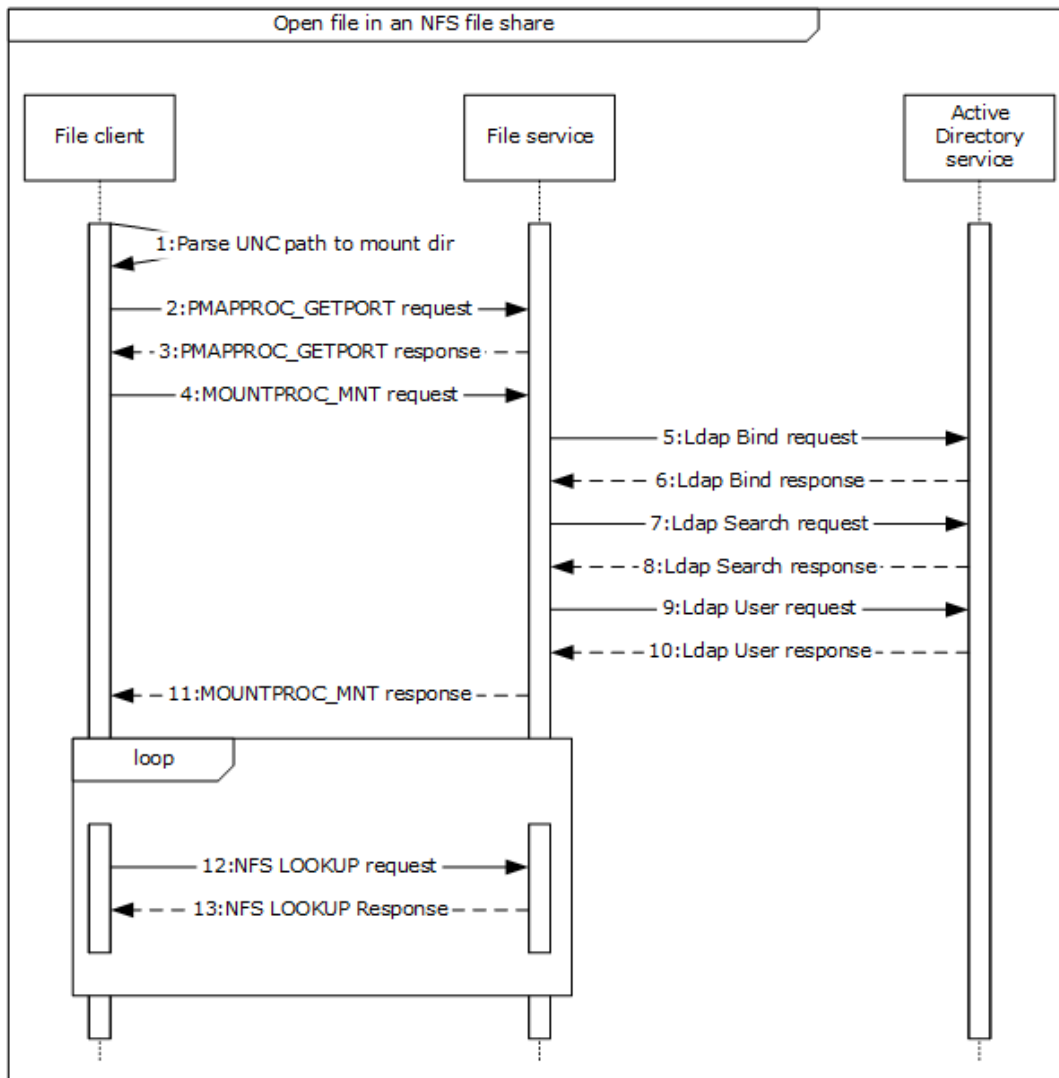 Open file in an NFS file share
File client
File service
Active
Directory
service
1:Parse UNC path to mount dir
2:PMAPPROC_GETPORT request
3:PMAPPROC_GETPORT response
4:MOUNTPROC_MNT request
5:Ldap Bind request
6:Ldap Bind response
7:Ldap Search request
8:Ldap Search response
9:Ldap User request
10:Ldap User response
11:MOUNTPROC_MNT response
loop
12:NFS LOOKUP request
13:NFS LOOKUP Response